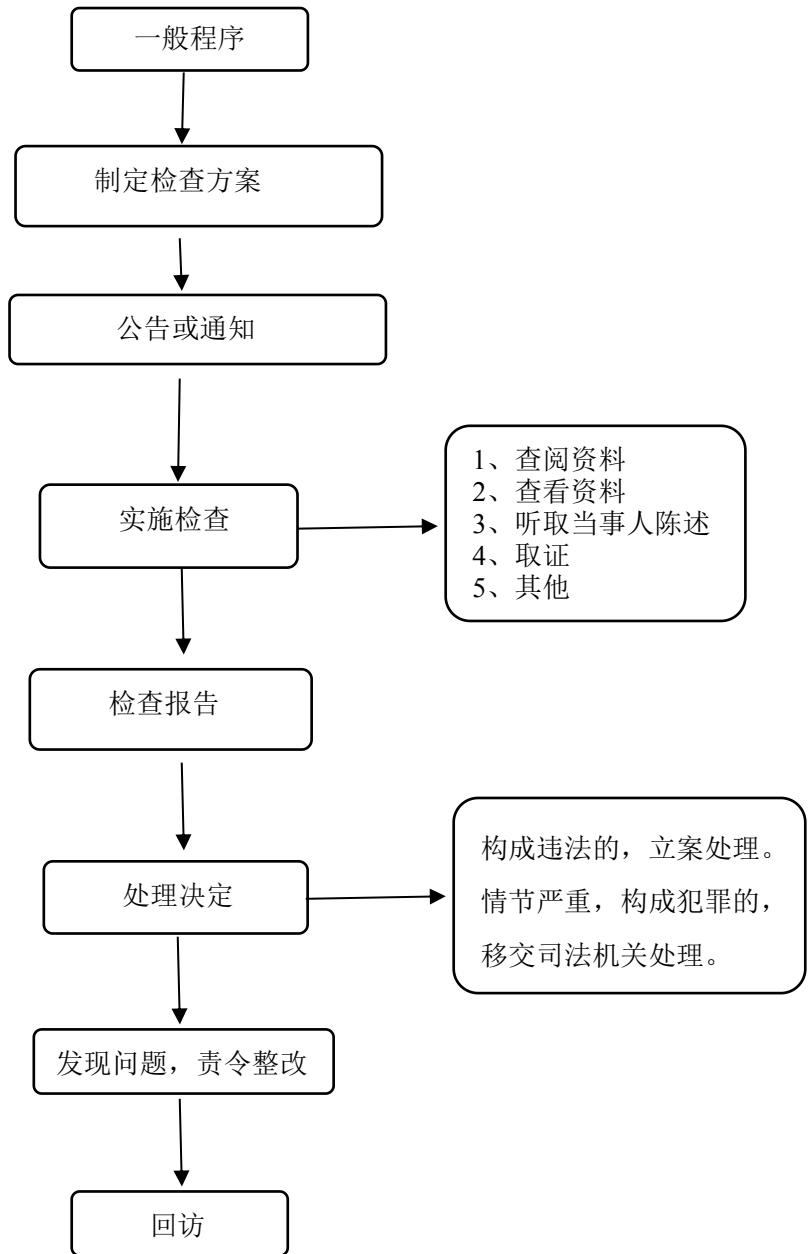 一般程序
制定检查方案
公告或通知
实施检查
1、查阅资料
2、查看资料
3、听取当事人陈述
4、取证
5、其他
检查报告
处理决定
构成违法的，立案处理。
情节严重，构成犯罪的，
移交司法机关处理。
发现问题，责令整改
回访